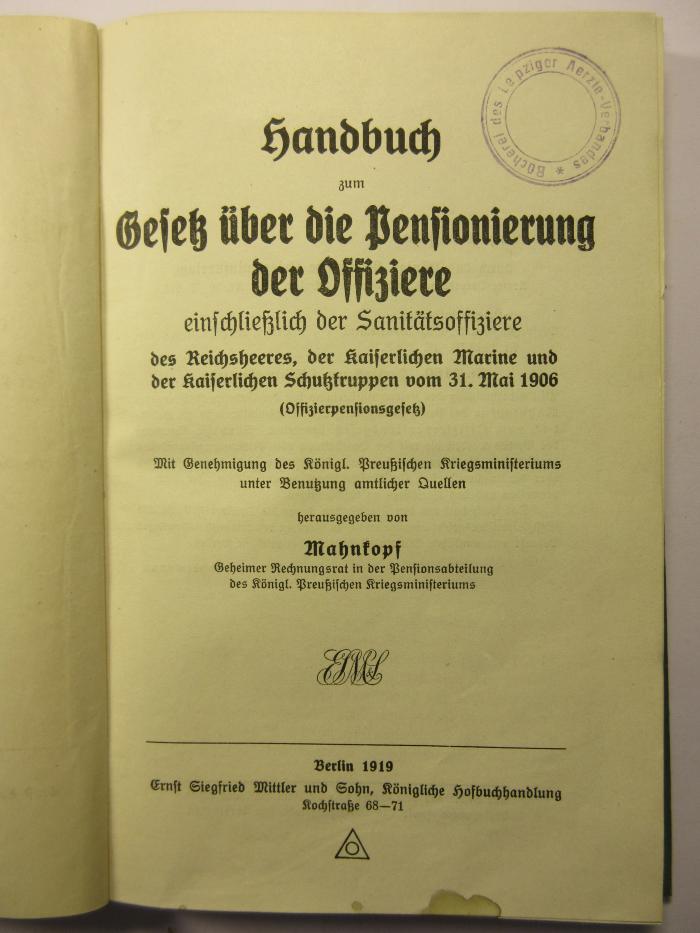 Bücherei des Leipziger Aerzte-Verbandes *
Handbuch
zum
Gesetz über die Pensionierung
der Offiziere
einschließlich der Sanitätsoffiziere
des Reichsheeres, der Kaiserlichen Marine und
der Kaiserlichen Schutztruppen vom 31. Mai 1906
(Offizierpensionsgesetz)
Mit Genehmigung des Königl. Preußischen Kriegsministeriums
unter Benutzung amtlicher Quellen
herausgegeben von
Mahnkopf
Geheimer Rechnungsrat in der Pensionsabteilung
des Königl. Preußischen Kriegsministeriums
ESM&S
Berlin 1919
Ernst Siegfried Mittler und Sohn, Königliche Hofbuchhandlung
Kochstraße 68—71